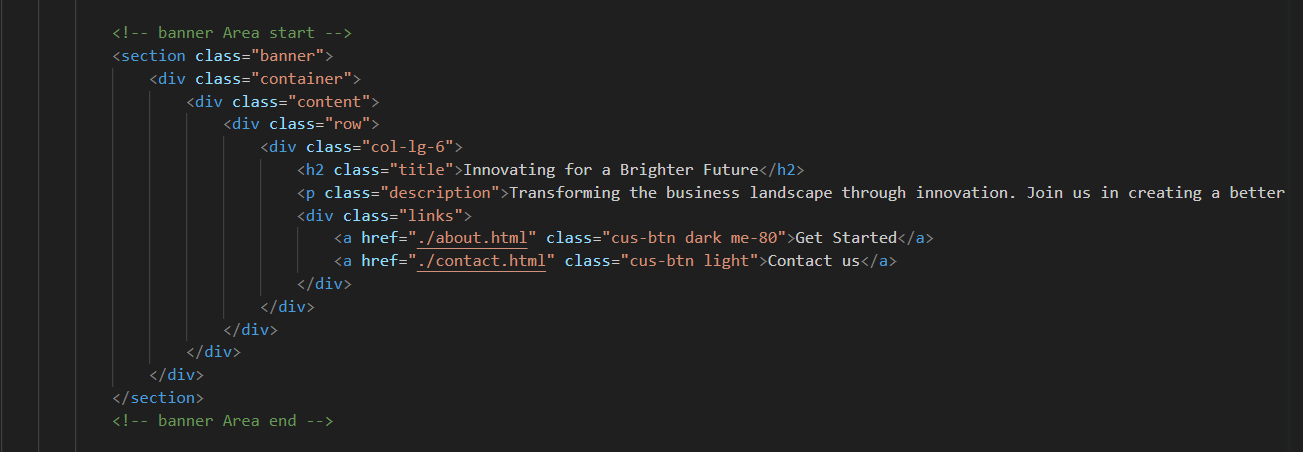 <!-- banner Area start -->
<section class="banner">
<div class="container">
<div class="content">
<div class="row">
<div class="col-lg-6">
<h2 class="title">Innovating for a Brighter Future</h2>
<p class="description">Transforming the business landscape through innovation. Join us in creating a better
<div class="links">
<a href="./about.html" class="cus-btn dark me-80">Get Started</a>
<a href="./contact.html" class="cus-btn light">Contact us</a>
</div>
</div>
</div>
</div>
</div>
</section>
<!-- banner Area end -->